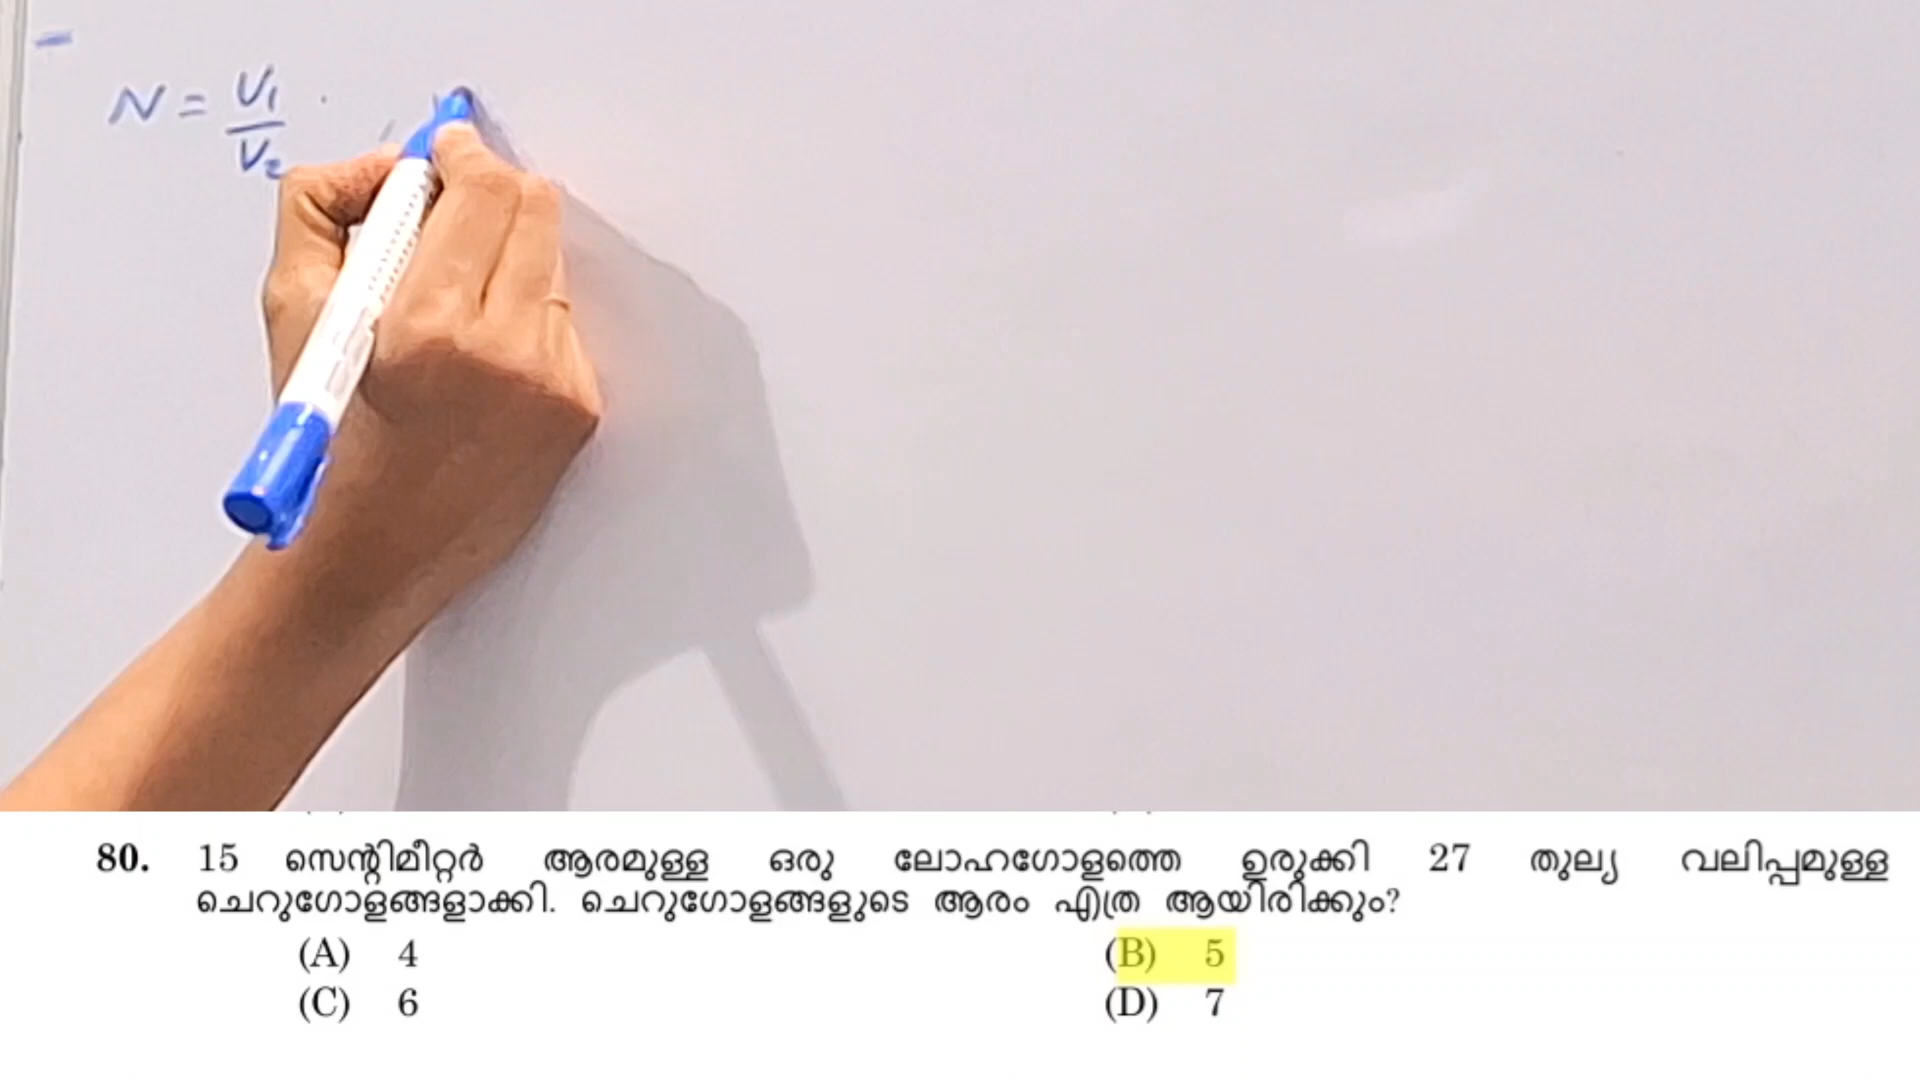 N = V₁
V₂
80. 15 സെന്റിമീറ്റർ ആരമുള്ള ഒരു ലോഹഗോളത്തെ ഉരുക്കി 27 തുല്യ വലിപ്പമുള്ള
ചെറുഗോളങ്ങളാക്കി. ചെറുഗോളങ്ങളുടെ ആരം എത്ര ആയിരിക്കും?
(A) 4 (B) 5
(C) 6 (D) 7